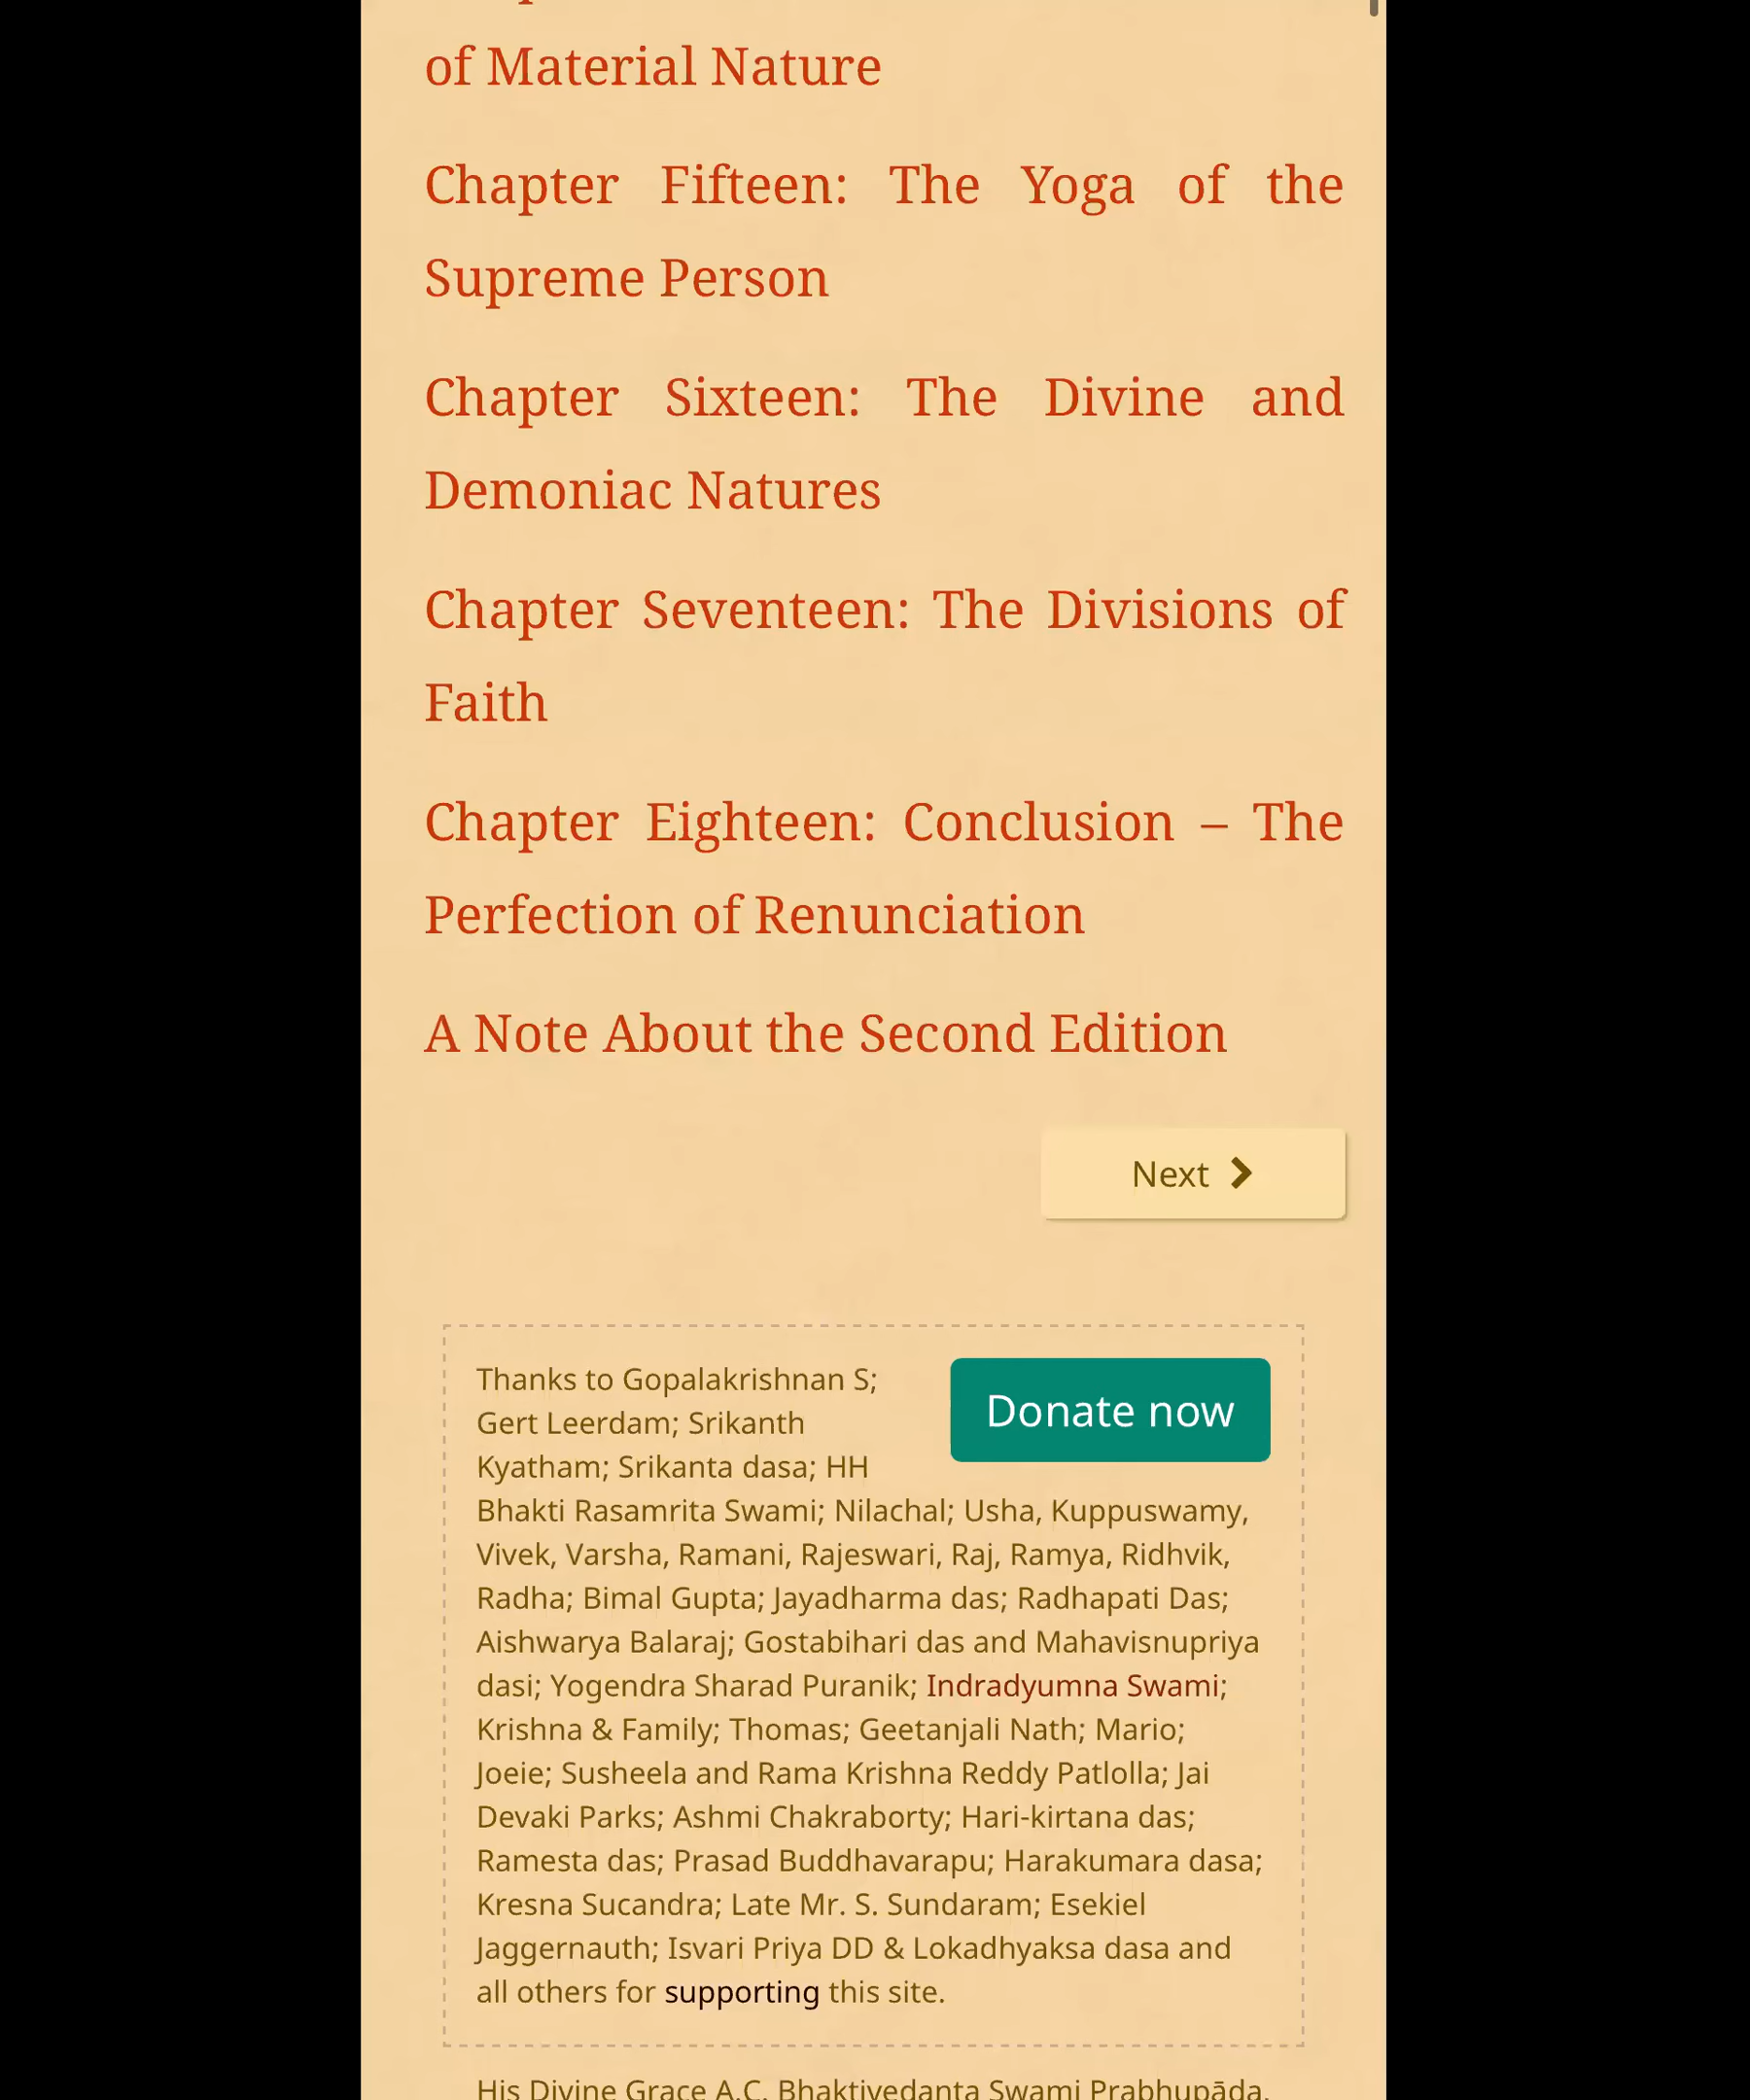 of Material Nature
Chapter Fifteen: The Yoga of the
Supreme Person
Chapter Sixteen: The Divine and
Demoniac Natures
Chapter Seventeen: The Divisions of
Faith
Chapter Eighteen: Conclusion – The
Perfection of Renunciation
A Note About the Second Edition
Next
Thanks to Gopalakrishnan S;
Donate now
Gert Leerdam; Srikanth
Kyatham; Srikanta dasa; HH
Bhakti Rasamrita Swami; Nilachal; Usha, Kuppuswamy,
Vivek, Varsha, Ramani, Rajeswari, Raj, Ramya, Ridhvik,
Radha; Bimal Gupta; Jayadharma das; Radhapati Das;
Aishwarya Balaraj; Gostabihari das and Mahavisnupriya
dasi; Yogendra Sharad Puranik; Indradyumna Swami;
Krishna & Family; Thomas; Geetanjali Nath; Mario;
Joeie; Susheela and Rama Krishna Reddy Patlolla; Jai
Devaki Parks; Ashmi Chakraborty; Hari-kirtana das;
Ramesta das; Prasad Buddhavarapu; Harakumara dasa;
Kresna Sucandra; Late Mr. S. Sundaram; Esekiel
Jaggernauth; Isvari Priya DD & Lokadhyaksa dasa and
all others for supporting this site.
His Divine Grace A.C. Bhaktivedanta Swami Prabhupāda,